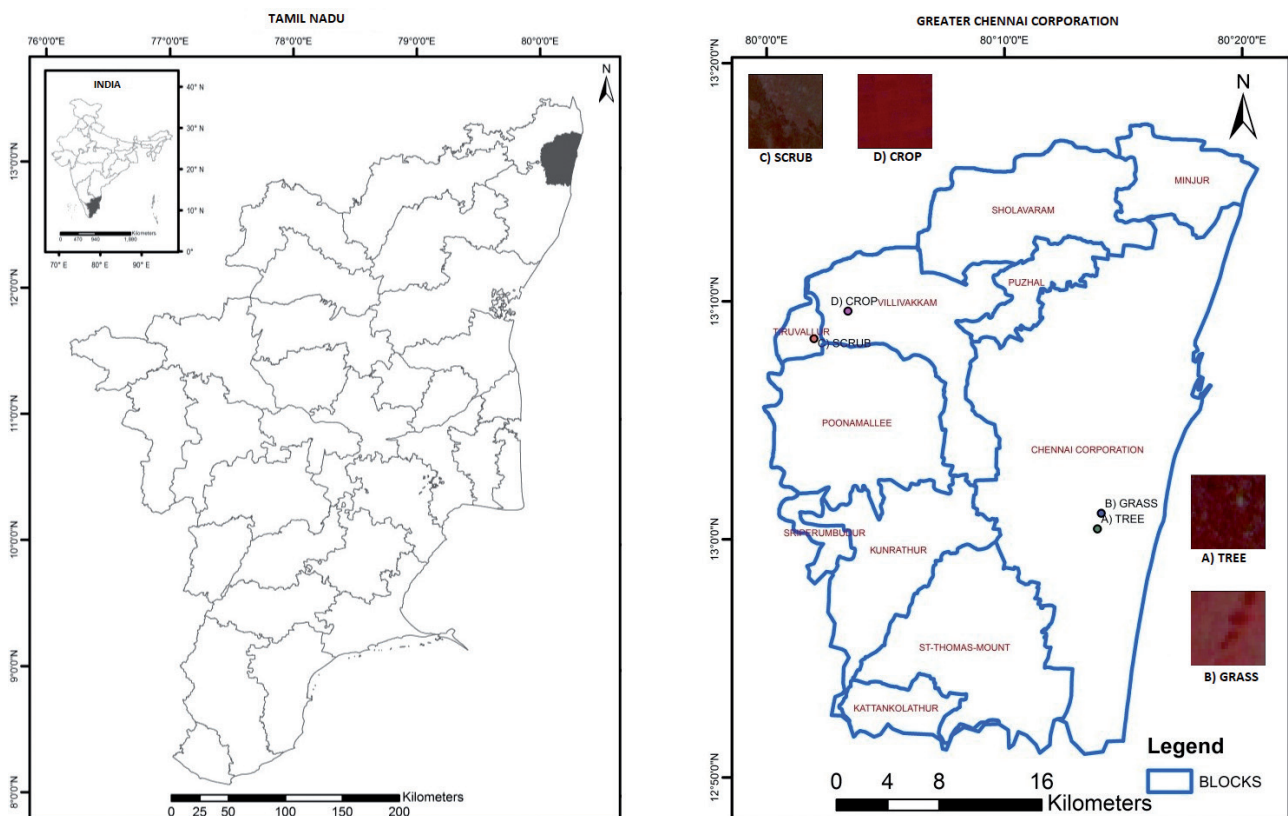 TAMIL NADU
76°0'0"E 77°0'0"E 78°0'0"E 79°0'0"E 80°0'0"E
INDIA
40° N
30° N
20° N
10° N
0°
70° E 80° E 90° E
0 470 940 1,880
Kilometers
N
13°0'0"N
12°0'0"N
11°0'0"N
10°0'0"N
9°0'0"N
8°0'0"N
Kilometers
0 25 50 100 150 200
GREATER CHENNAI CORPORATION
80°0'0"E 80°10'0"E 80°20'0"E
13°20'0"N
13°10'0"N
13°0'0"N
12°50'0"N
N
C) SCRUB
D) CROP
MINJUR
SHOLAVARAM
PUZHAL
D) CROP
VILLIVAKKAM
TIRUVALLUR
C) SCRUB
POONAMALLEE
CHENNAI CORPORATION
B) GRASS
A) TREE
SRIPERUMBUDUR
KUNRATHUR
A) TREE
ST-THOMAS-MOUNT
B) GRASS
KATTANKOLATHUR
Legend
BLOCKS
0 4 8 16
Kilometers